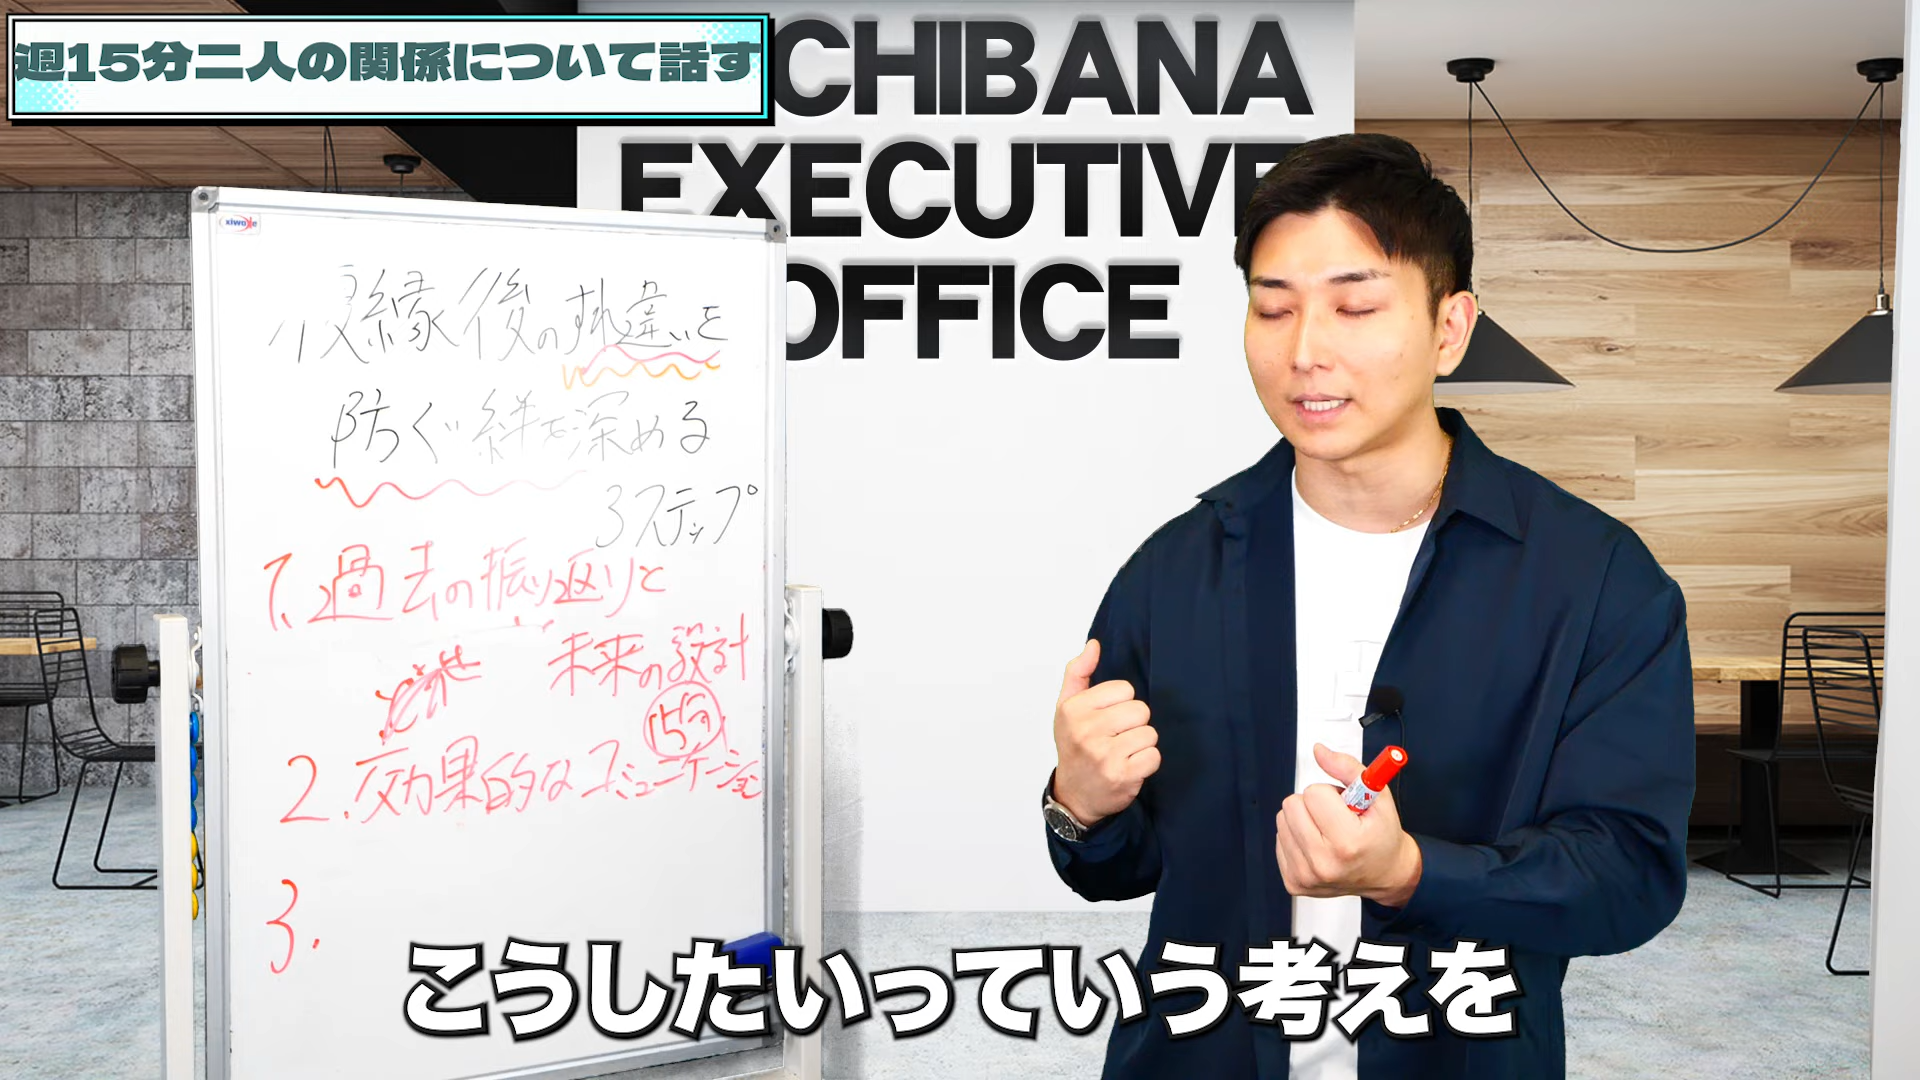 週15分二人の関係について話す
CHIBANA
EXECUTIVE
OFFICE
xiwode
復縁後のすれ違いを
防ぐ絆を深める
3ステップ
1.過去の振り返りと
未来の設計
15分
2.効果的なコミュニケーション
3.
こうしたいっていう考えを